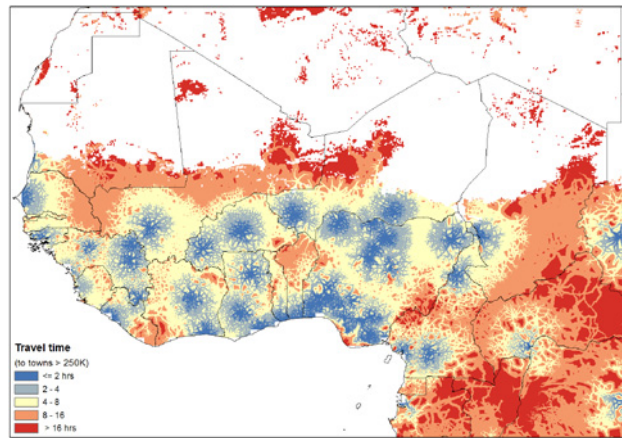 Travel time
(to towns > 250K)
<= 2 hrs
2 - 4
4 - 8
8 - 16
> 16 hrs